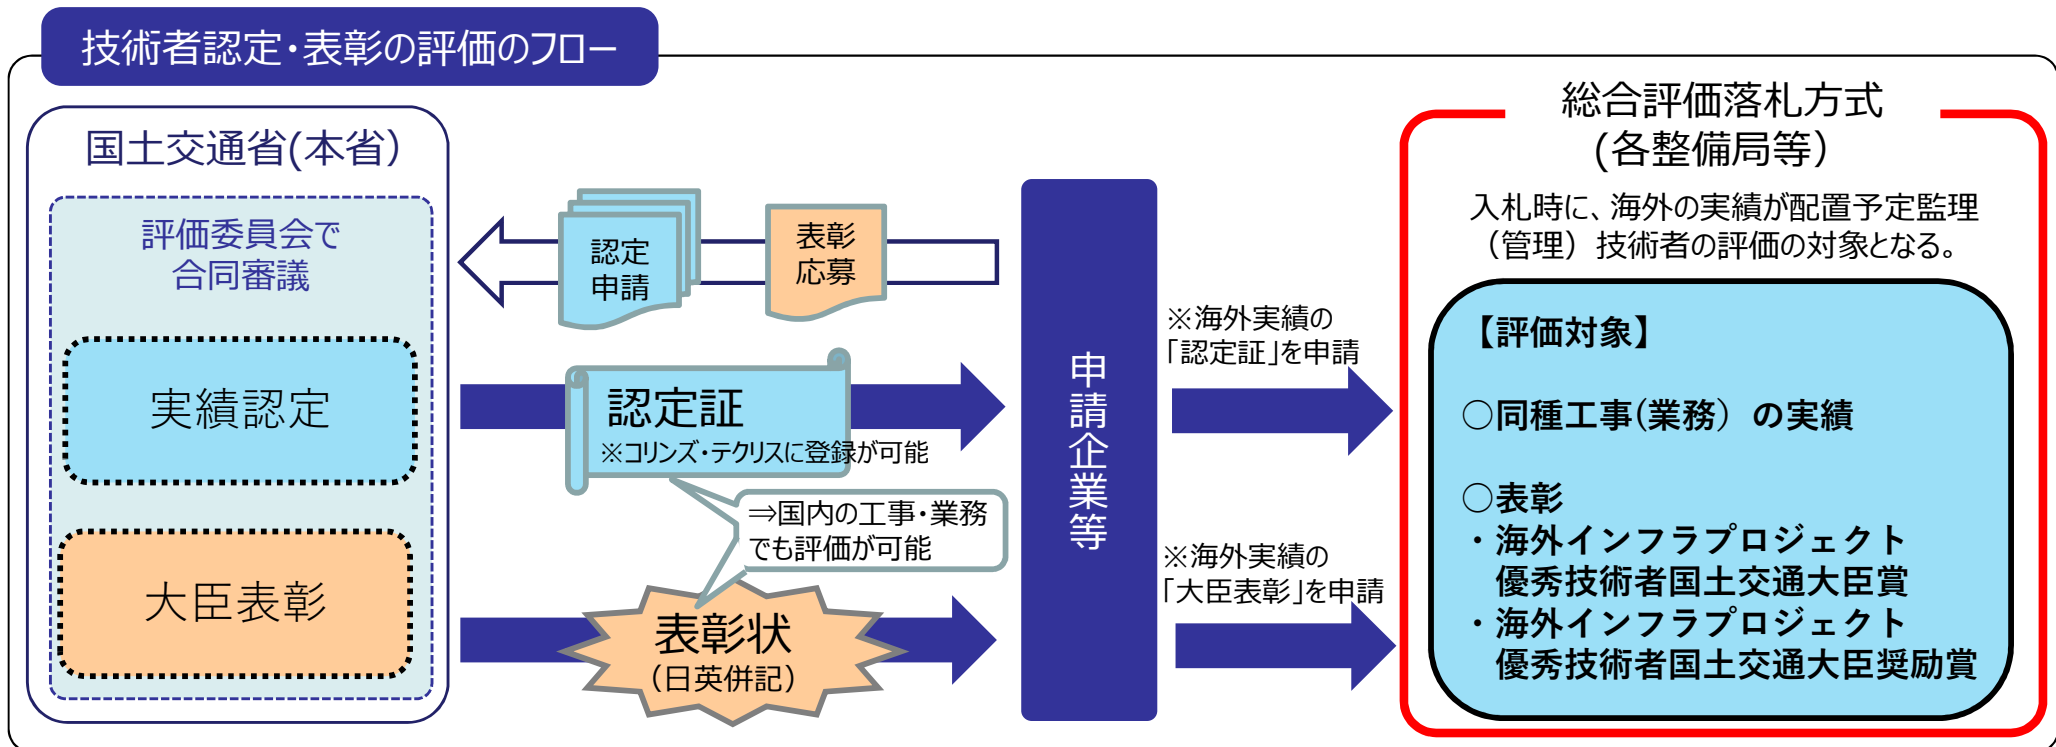 技術者認定・表彰の評価のフロー
国土交通省(本省）
評価委員会で
合同審議
実績認定
大臣表彰
認定
申請
表彰
応募
認定証
※コリンズ・テクリスに登録が可能
⇒国内の工事・業務
でも評価が可能
表彰状
（日英併記）
申請企業等
※海外実績の
「認定証」を申請
※海外実績の
「大臣表彰」を申請
総合評価落札方式
(各整備局等）
入札時に、海外の実績が配置予定監理
（管理）技術者の評価の対象となる。
【評価対象】
○同種工事(業務）の実績
○表彰
・海外インフラプロジェクト
優秀技術者国土交通大臣賞
・海外インフラプロジェクト
優秀技術者国土交通大臣奨励賞